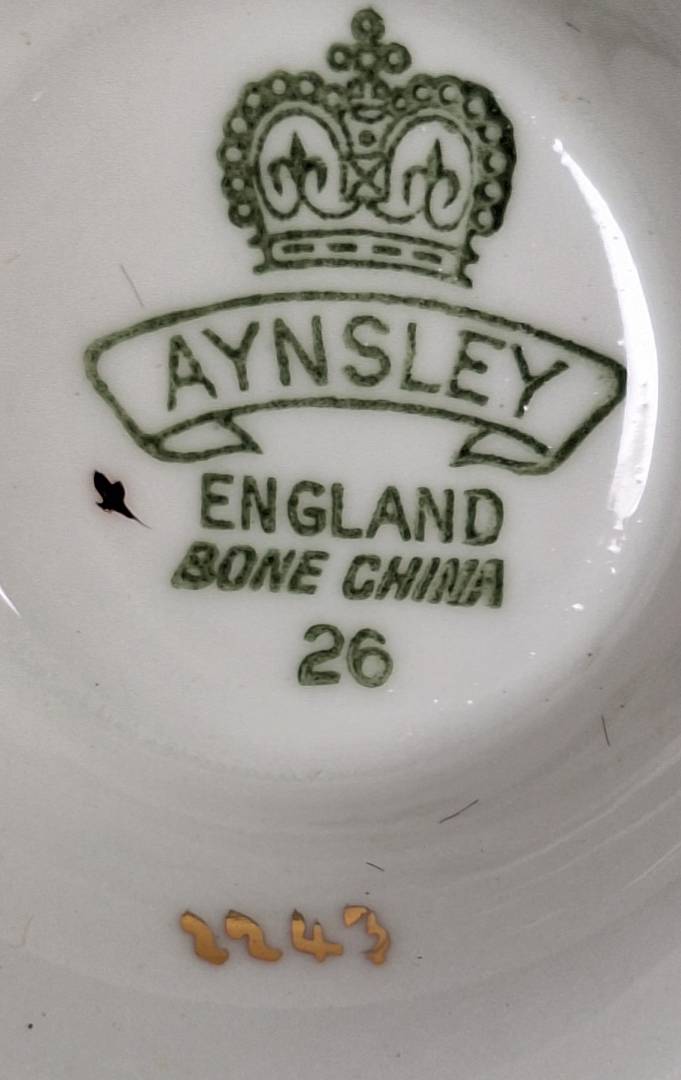 AYNSLEY
ENGLAND
BONE CHINA
26
2243